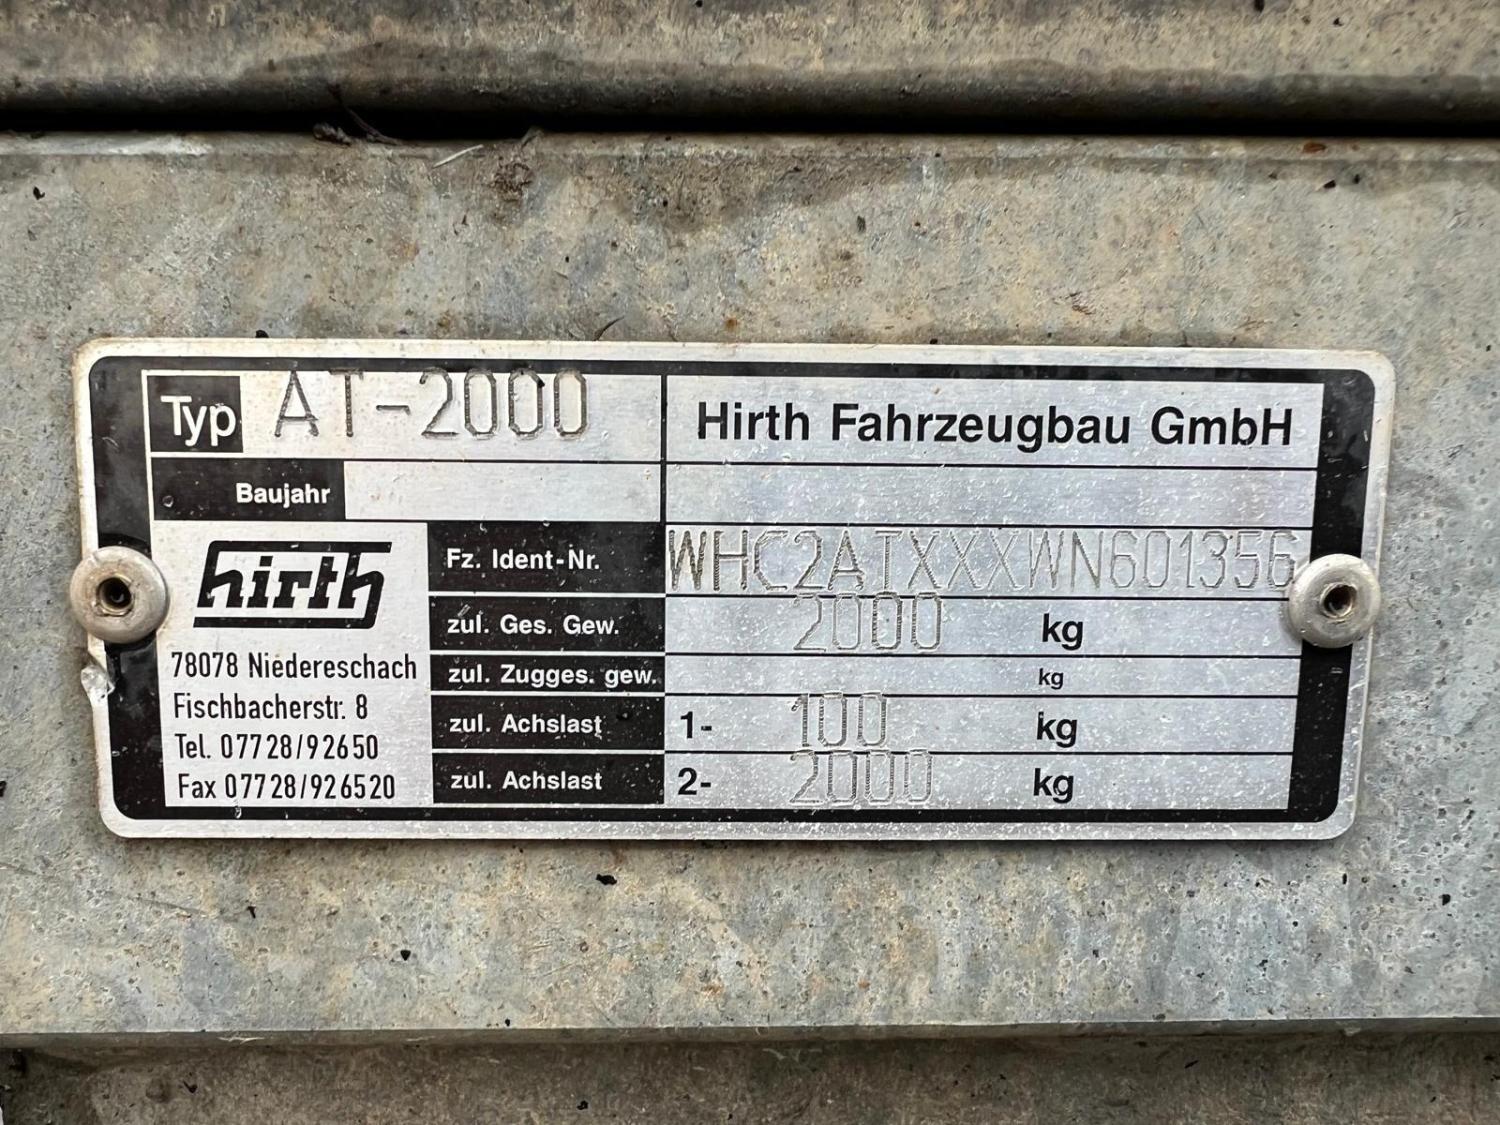 Typ AT-2000 Hirth Fahrzeugbau GmbH
Baujahr
hirth
78078 Niedereschach
Fischbacherstr. 8
Tel. 07728/92650
Fax 07728/926520
Fz. Ident-Nr. WHC2ATXXXWN601356
zul. Ges. Gew. 2000 kg
zul. Zugges. gew. kg
zul. Achslast 1- 100 kg
zul. Achslast 2- 2000 kg